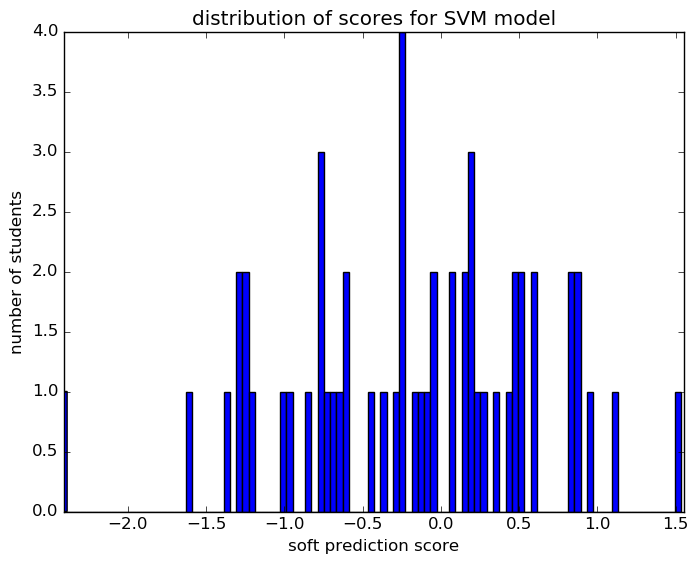 distribution of scores for SVM model
4.0
3.5
3.0
2.5
2.0
1.5
1.0
0.5
0.0
number of students
−2.0 −1.5 −1.0 −0.5 0.0 0.5 1.0 1.5
soft prediction score